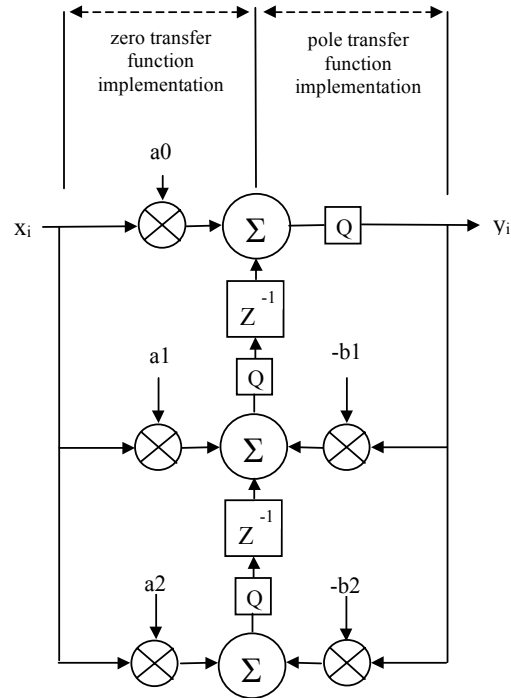 zero transfer
function
implementation
pole transfer
function
implementation
a0
xᵢ
Σ
Q
yᵢ
Z⁻¹
Q
a1
-b1
Σ
Z⁻¹
Q
a2
-b2
Σ